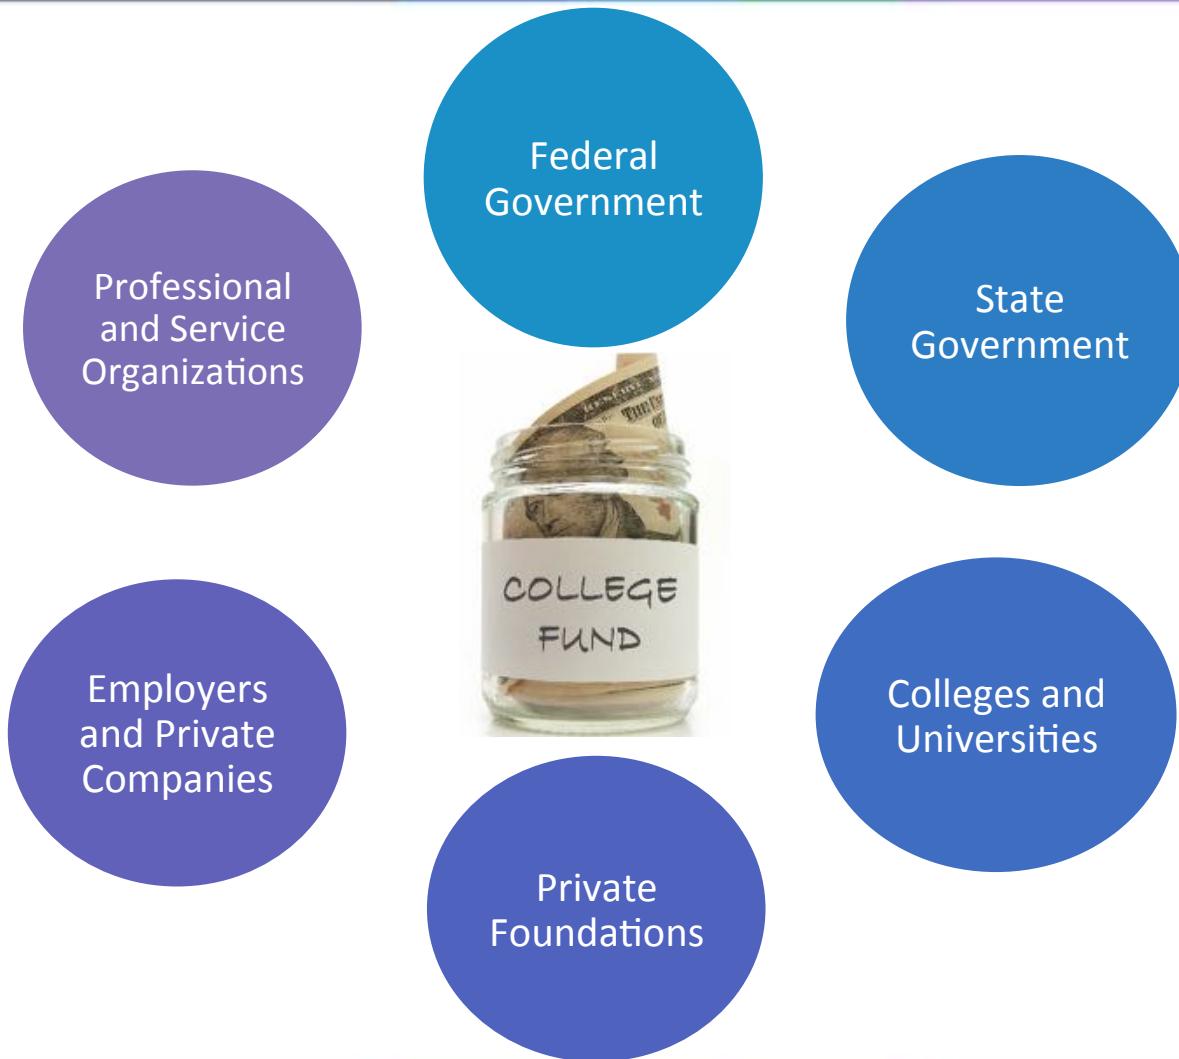 Federal
Government
State
Government
Colleges and
Universities
Private
Foundations
Employers
and Private
Companies
Professional
and Service
Organizations
COLLEGE
FUND